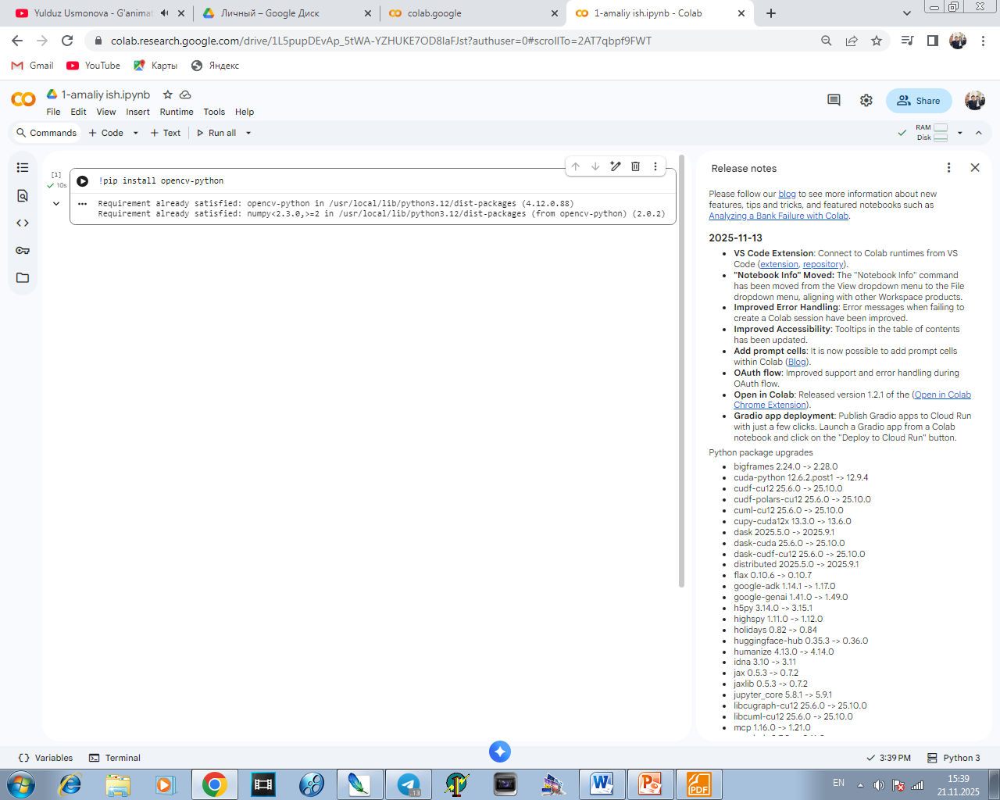 Yulduz Usmonova - G'animat
Личный – Google Диск
colab.google
1-amaliy ish.ipynb - Colab
colab.research.google.com/drive/1L5pupDEvAp_5tWA-YZHUKE7OD8laFJst?authuser=0#scrollTo=2AT7qbpf9FWT
Gmail
YouTube
Карты
Яндекс
1-amaliy ish.ipynb
File Edit View Insert Runtime Tools Help
Share
Commands
Code
Text
Run all
RAM
Disk
[1]
10s
!pip install opencv-python
Requirement already satisfied: opencv-python in /usr/local/lib/python3.12/dist-packages (4.12.0.88)
Requirement already satisfied: numpy<2.3.0,>=2 in /usr/local/lib/python3.12/dist-packages (from opencv-python) (2.0.2)
Release notes
Please follow our blog to see more information about new
features, tips and tricks, and featured notebooks such as
Analyzing a Bank Failure with Colab.
2025-11-13
VS Code Extension: Connect to Colab runtimes from VS
Code (extension, repository).
"Notebook Info" Moved: The "Notebook Info" command
has been moved from the View dropdown menu to the File
dropdown menu, aligning with other Workspace products.
Improved Error Handling: Error messages when failing to
create a Colab session have been improved.
Improved Accessibility: Tooltips in the table of contents
has been updated.
Add prompt cells: It is now possible to add prompt cells
within Colab (Blog).
OAuth flow: Improved support and error handling during
OAuth flow.
Open in Colab: Released version 1.2.1 of the (Open in Colab
Chrome Extension).
Gradio app deployment: Publish Gradio apps to Cloud Run
with just a few clicks. Launch a Gradio app from a Colab
notebook and click on the "Deploy to Cloud Run" button.
Python package upgrades
bigframes 2.24.0 -> 2.28.0
cuda-python 12.6.2.post1 -> 12.9.4
cudf-cu12 25.6.0 -> 25.10.0
cudf-polars-cu12 25.6.0 -> 25.10.0
cuml-cu12 25.6.0 -> 25.10.0
cupy-cuda12x 13.3.0 -> 13.6.0
dask 2025.5.0 -> 2025.9.1
dask-cuda 25.6.0 -> 25.10.0
dask-cudf-cu12 25.6.0 -> 25.10.0
distributed 2025.5.0 -> 2025.9.1
flax 0.10.6 -> 0.10.7
google-adk 1.14.1 -> 1.17.0
google-genai 1.41.0 -> 1.49.0
h5py 3.14.0 -> 3.15.1
highspy 1.11.0 -> 1.12.0
holidays 0.82 -> 0.84
huggingface-hub 0.35.3 -> 0.36.0
humanize 4.13.0 -> 4.14.0
idna 3.10 -> 3.11
jax 0.5.3 -> 0.7.2
jaxlib 0.5.3 -> 0.7.2
jupyter_core 5.8.1 -> 5.9.1
libcugraph-cu12 25.6.0 -> 25.10.0
libcuml-cu12 25.6.0 -> 25.10.0
mcp 1.16.0 -> 1.21.0
Variables
Terminal
3:39 PM
Python 3
.13
PDF
EN
15:39
21.11.2025